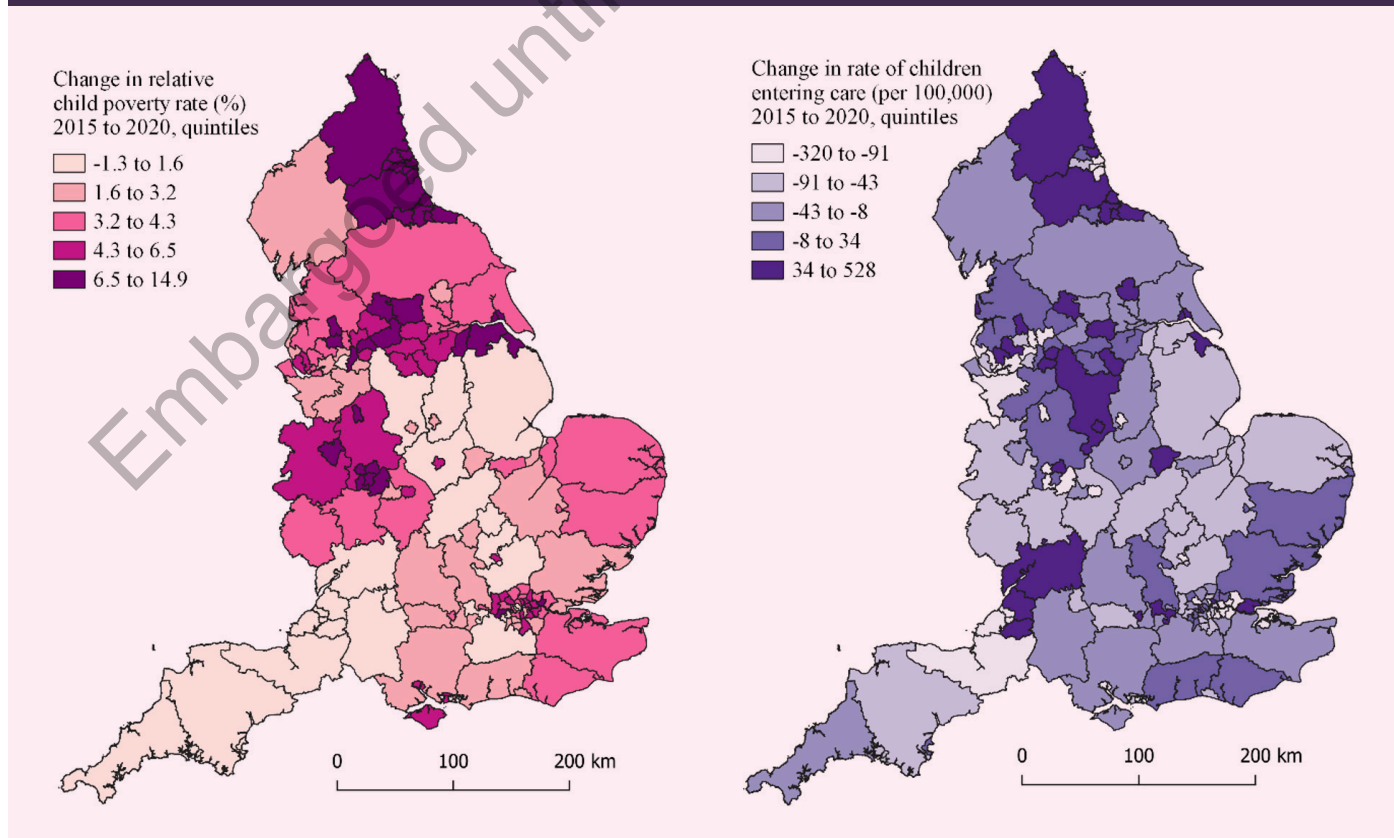 Change in relative
child poverty rate (%)
2015 to 2020, quintiles
-1.3 to 1.6
1.6 to 3.2
3.2 to 4.3
4.3 to 6.5
6.5 to 14.9
0 100 200 km
Change in rate of children
entering care (per 100,000)
2015 to 2020, quintiles
-320 to -91
-91 to -43
-43 to -8
-8 to 34
34 to 528
0 100 200 km
Embargoed until